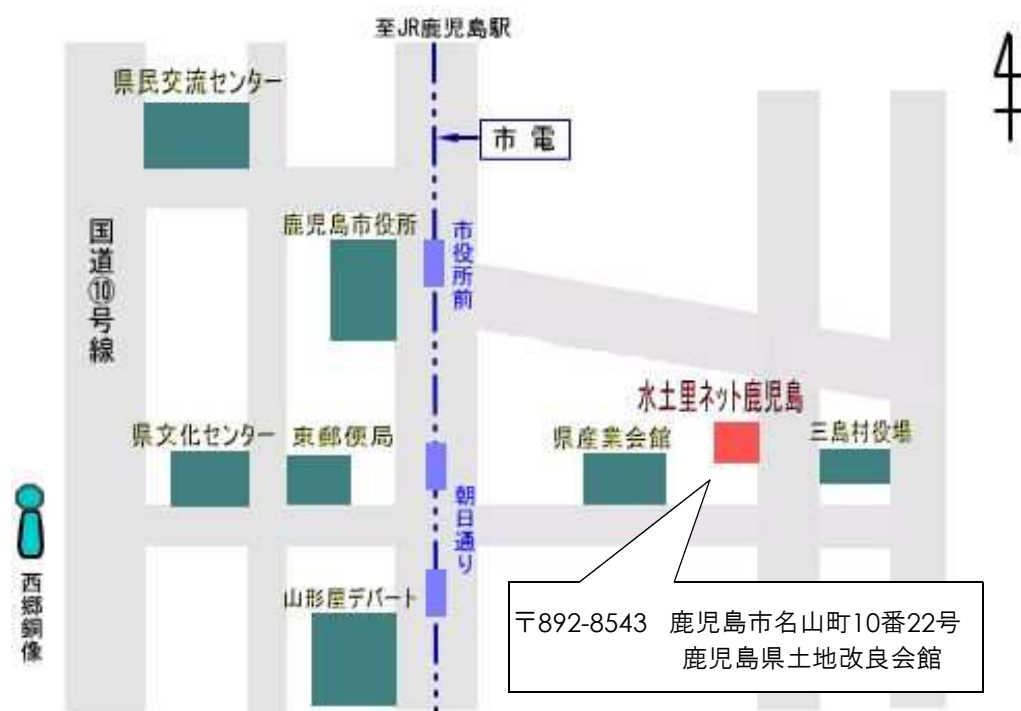 至JR鹿児島駅
県民交流センター
市電
国道⑩号線
鹿児島市役所
市役所前
水土里ネット鹿児島
県文化センター
東郵便局
県産業会館
三島村役場
朝日通り
西郷銅像
山形屋デパート
〒892-8543 鹿児島市名山町10番22号
鹿児島県土地改良会館